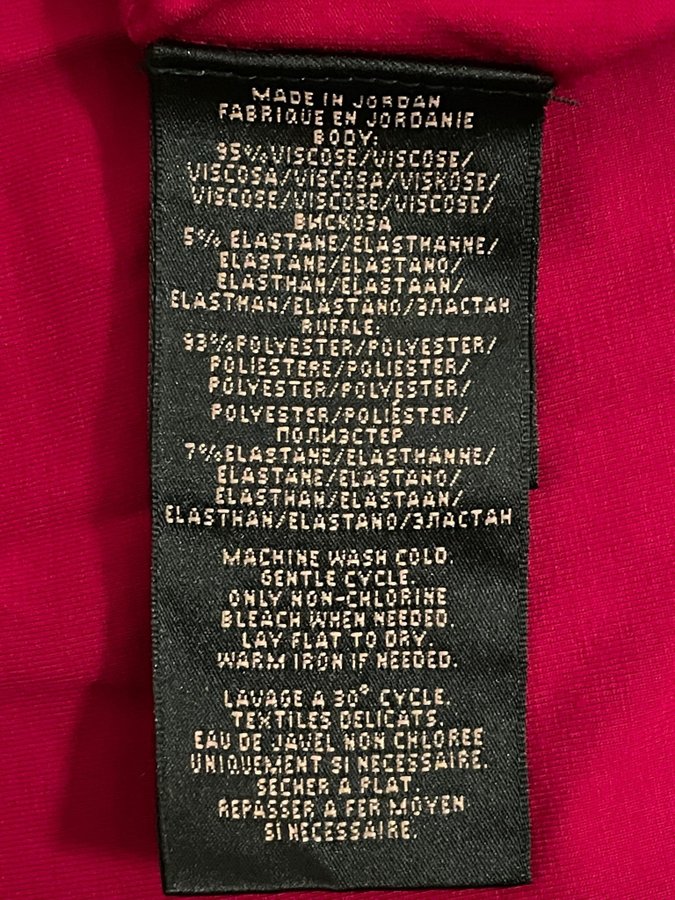 MADE IN JORDAN
FABRIQUE EN JORDANIE
BODY:
95%VISCOSE/VISCOSE/
VISCOSA/VISCOSA/VISKOSE/
VISCOSE/VISCOSE/VISCOSE/
ВИСКОЗА
5% ELASTANE/ELASTHANNE/
ELASTANE/ELASTANO/
ELASTHAN/ELASTAAN/
ELASTHAN/ELASTANO/ЭЛАСТАН
RUFFLE:
93%POLYESTER/POLYESTER/
POLIESTERE/POLIESTER/
POLYESTER/POLYESTER/
POLYESTER/POLIÉSTER/
ПОЛИЭСТЕР
7%ELASTANE/ELASTHANNE/
ELASTANE/ELASTANO/
ELASTHAN/ELASTAAN/
ELASTHAN/ELASTANO/ЭЛАСТАН
MACHINE WASH COLD.
GENTLE CYCLE.
ONLY NON-CHLORINE
BLEACH WHEN NEEDED.
LAY FLAT TO DRY.
WARM IRON IF NEEDED.
LAVAGE A 30° CYCLE.
TEXTILES DELICATS.
EAU DE JAVEL NON CHLOREE
UNIQUEMENT SI NECESSAIRE.
SECHER A PLAT
REPASSER A FER MOYEN
SI NECESSAIRE.